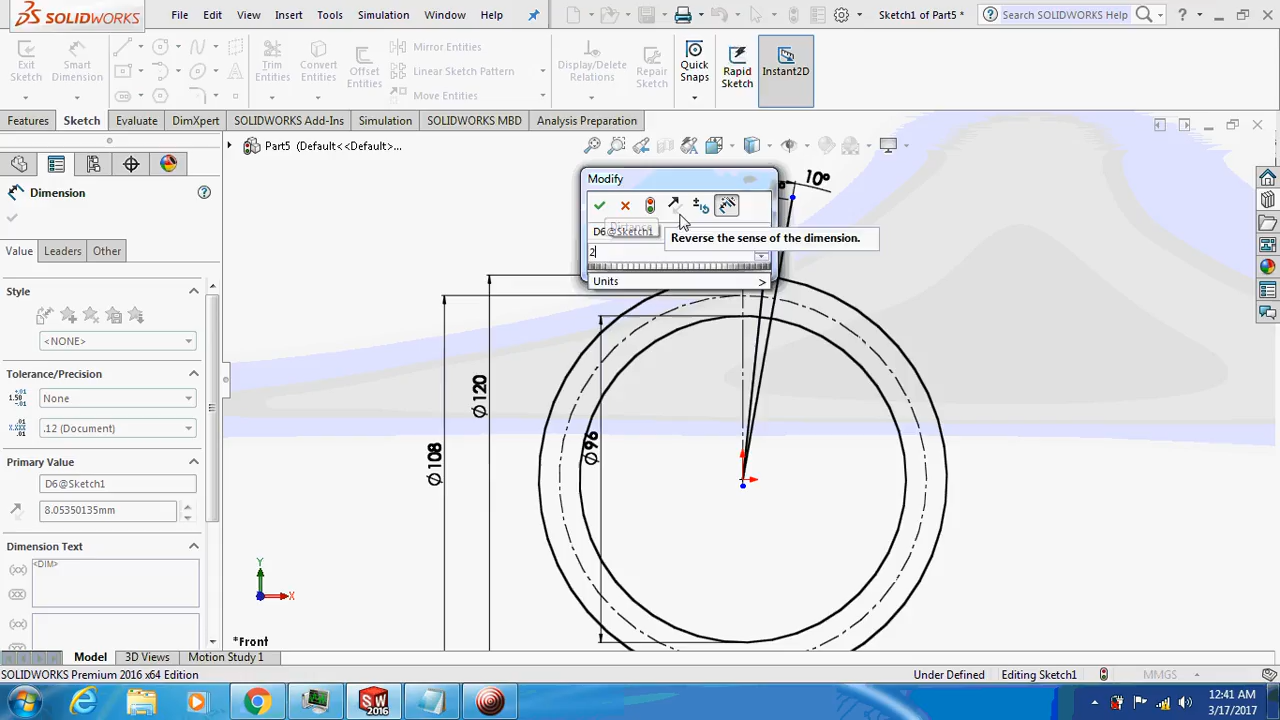 SOLIDWORKS
File Edit View Insert Tools Simulation Window Help
Sketch1 of Part5 *
Search SOLIDWORKS Help
Exit Sketch
Smart Dimension
Trim Entities
Convert Entities
Offset Entities
Mirror Entities
Linear Sketch Pattern
Move Entities
Display/Delete Relations
Repair Sketch
Quick Snaps
Rapid Sketch
Instant2D
Features Sketch Evaluate DimXpert SOLIDWORKS Add-Ins Simulation SOLIDWORKS MBD Analysis Preparation
Part5 (Default<<Default>...
Dimension
Value Leaders Other
Style
<NONE>
Tolerance/Precision
None
.12 (Document)
Primary Value
D6@Sketch1
8.05350135mm
Dimension Text
<DIM>
Modify
D6@Sketch1
2
Units >
Reverse the sense of the dimension.
10°
Ø120
Ø108
Ø96
Y
X
*Front
Model 3D Views Motion Study 1
SOLIDWORKS Premium 2016 x64 Edition
Under Defined Editing Sketch1 MMGS
SW 2016
12:41 AM
3/17/2017